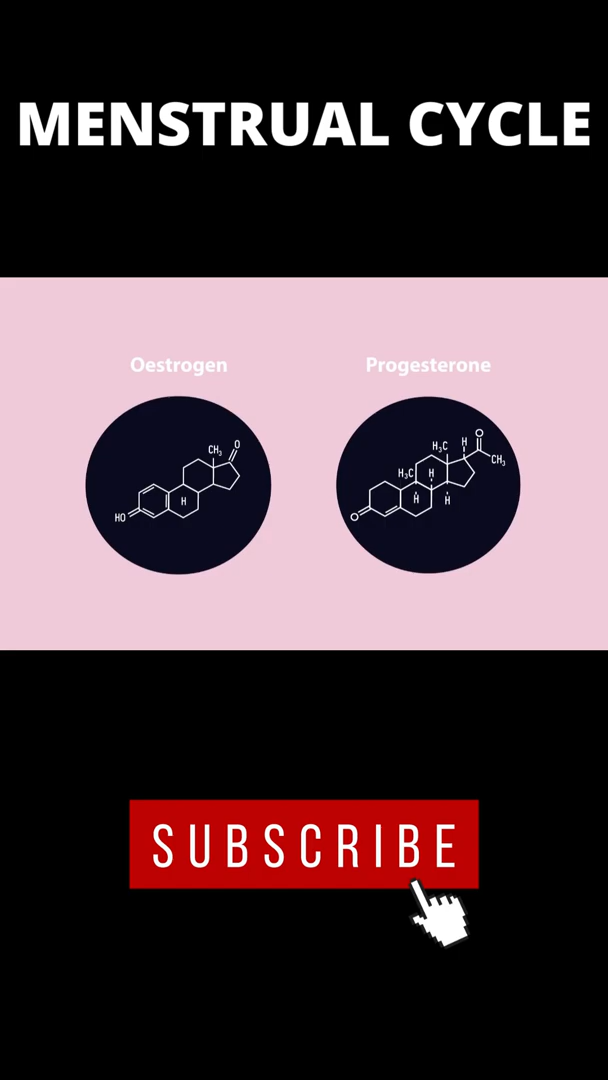 MENSTRUAL CYCLE
Oestrogen
Progesterone
CH₃
O
H
HO
O
H
H₃C
CH₃
H₃C
H
H
H
O
SUBSCRIBE